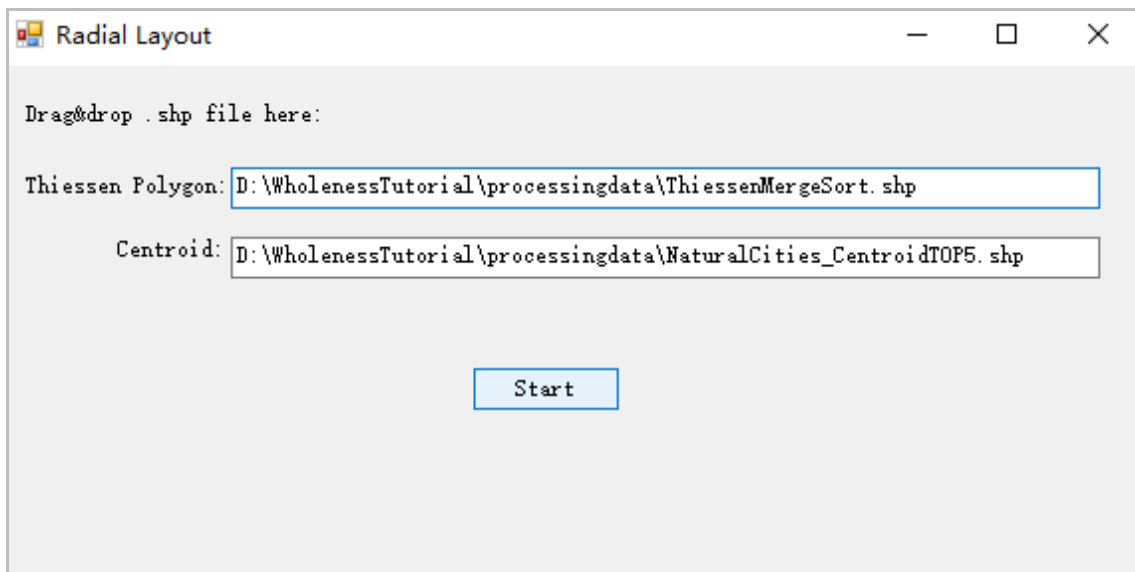 Radial Layout
Drag&drop .shp file here:
Thiessen Polygon: D:\WholenessTutorial\processingdata\ThiessenMergeSort.shp
Centroid: D:\WholenessTutorial\processingdata\NaturalCities_CentroidTOP5.shp
Start